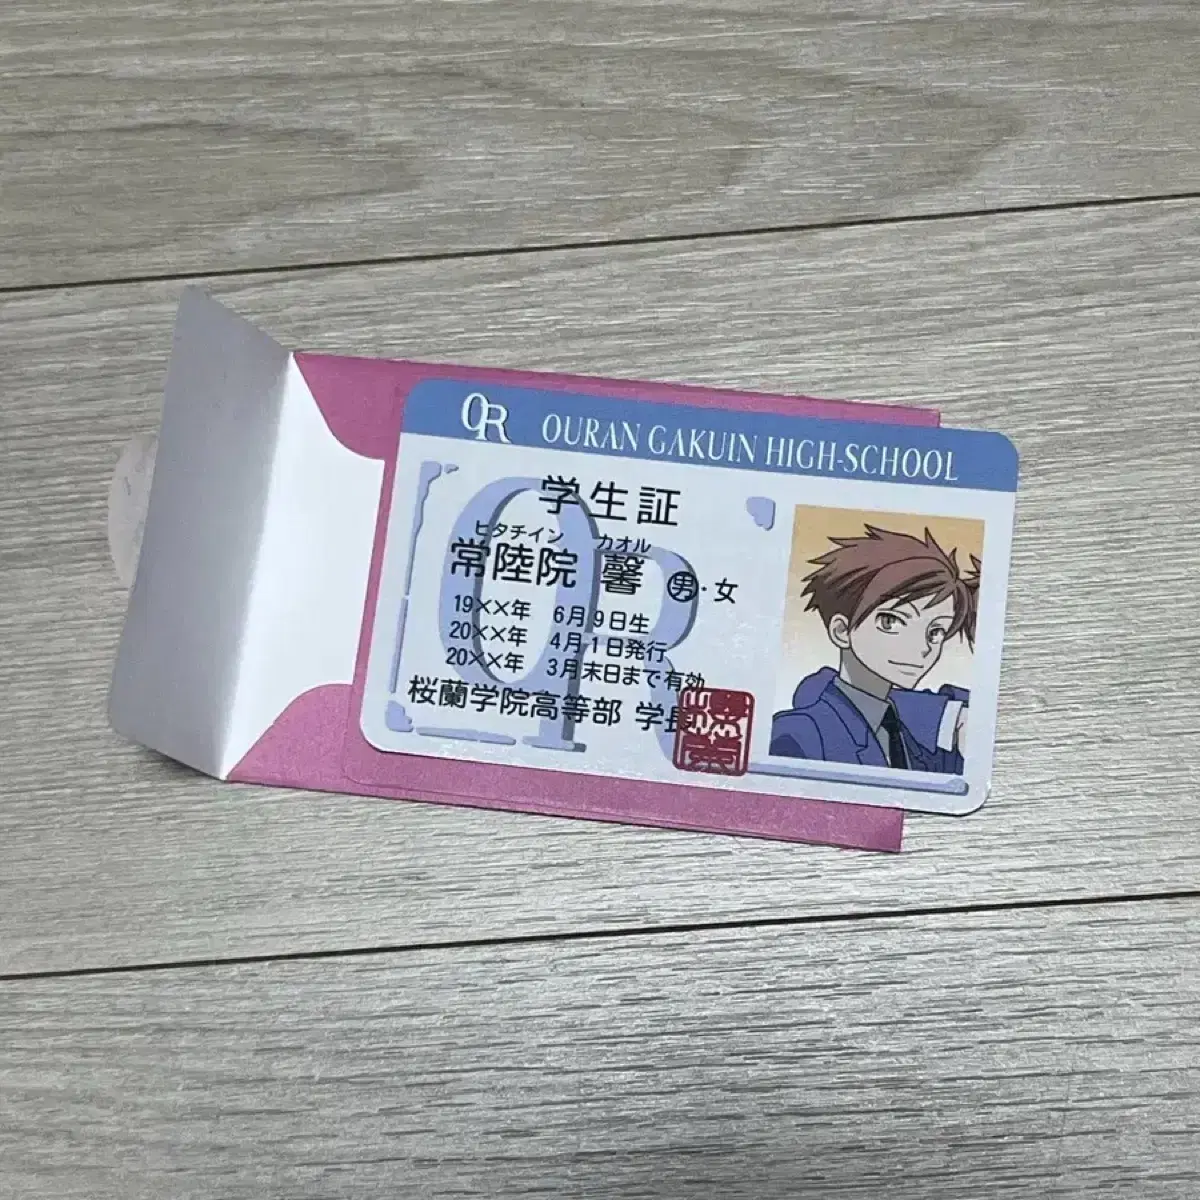 OR OURAN GAKUIN HIGH-SCHOOL
学生証
ヒタチイン カオル
常陸院 馨 男・女
19××年 6月9日生
20××年 4月1日発行
20××年 3月末日まで有効
桜蘭学院高等部 学長